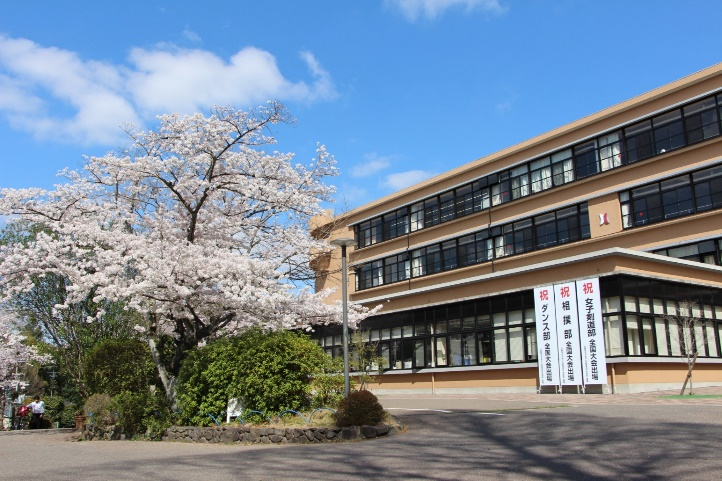 祝 ダンス部 全国大会出場
祝 相撲部 全国大会出場
祝 女子剣道部 全国大会出場